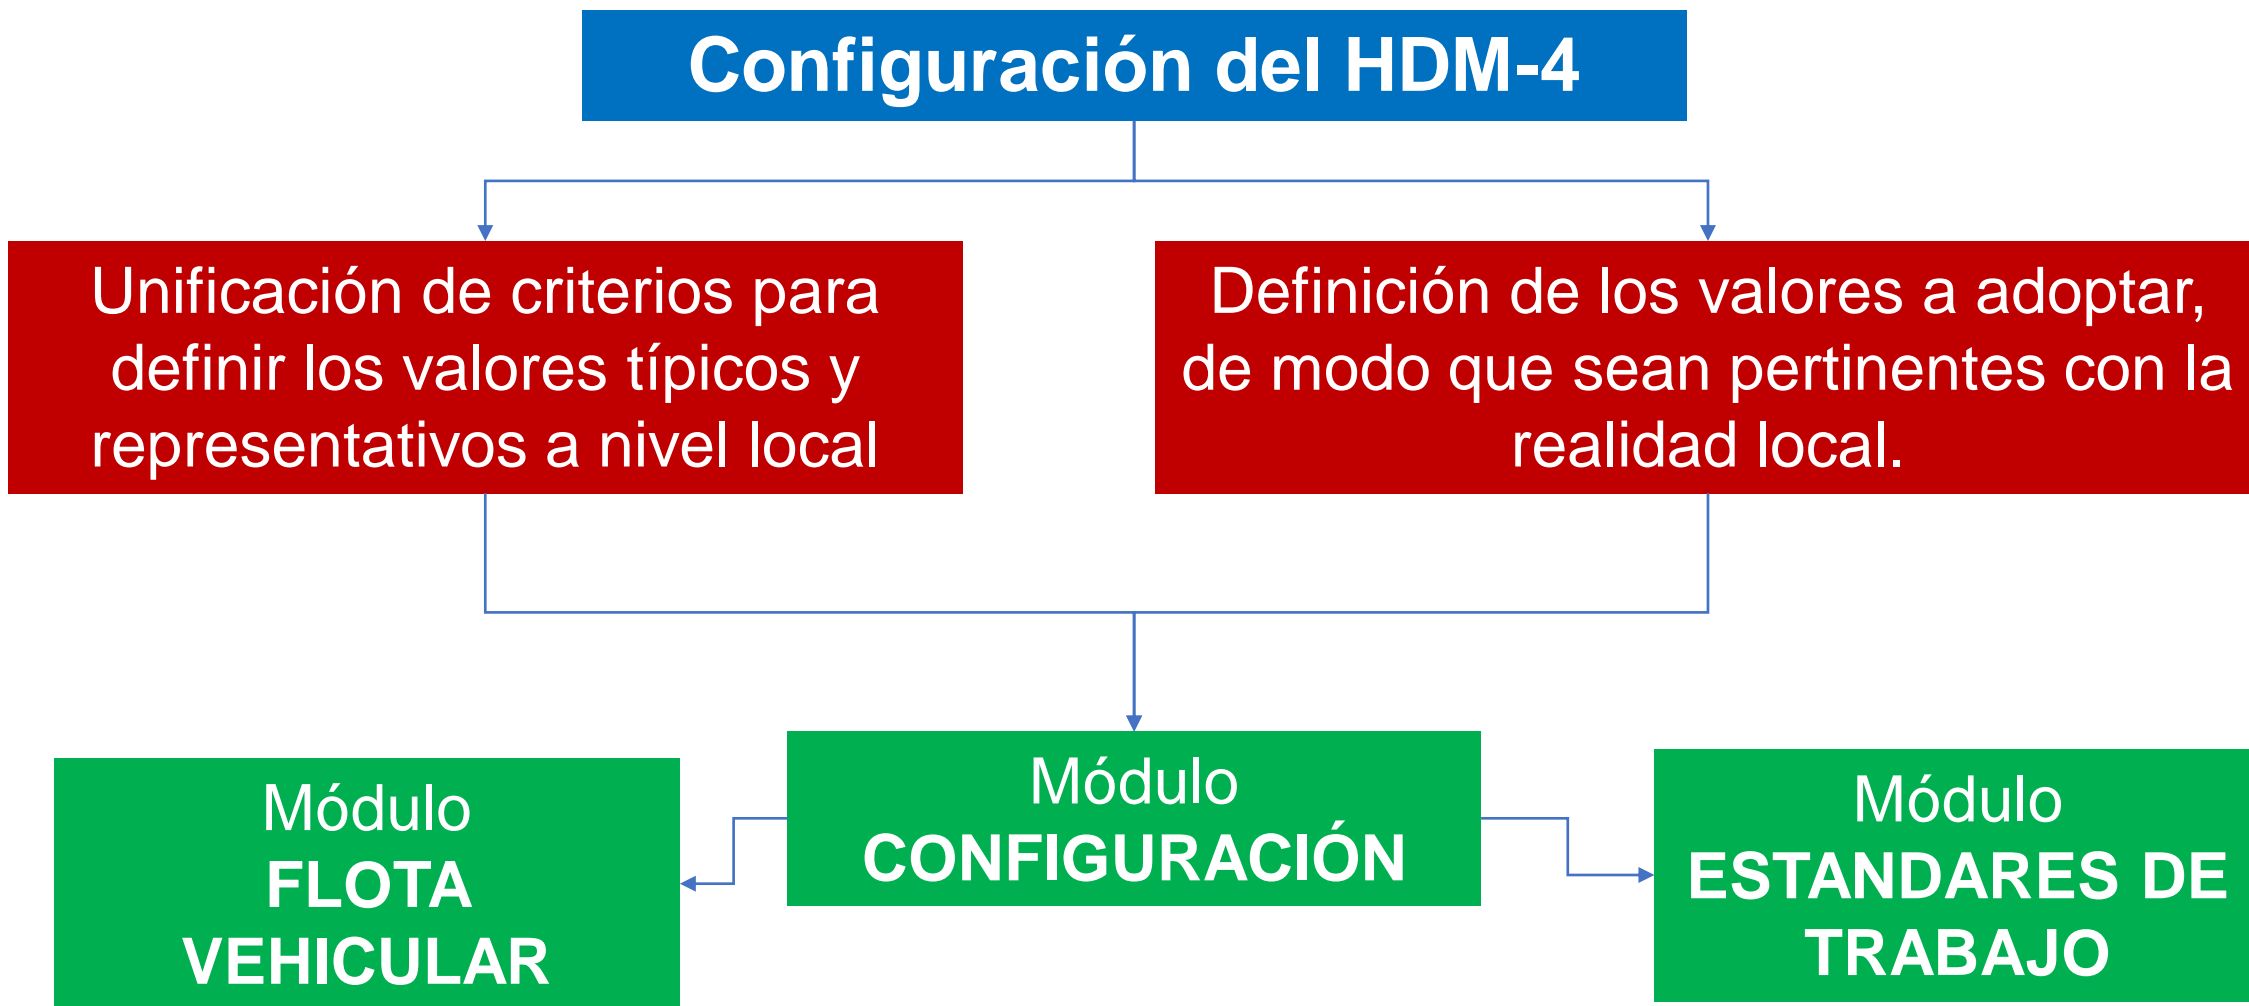 Configuración del HDM-4
Unificación de criterios para
definir los valores típicos y
representativos a nivel local
Definición de los valores a adoptar,
de modo que sean pertinentes con la
realidad local.
Módulo
FLOTA
VEHICULAR
Módulo
CONFIGURACIÓN
Módulo
ESTANDARES DE
TRABAJO